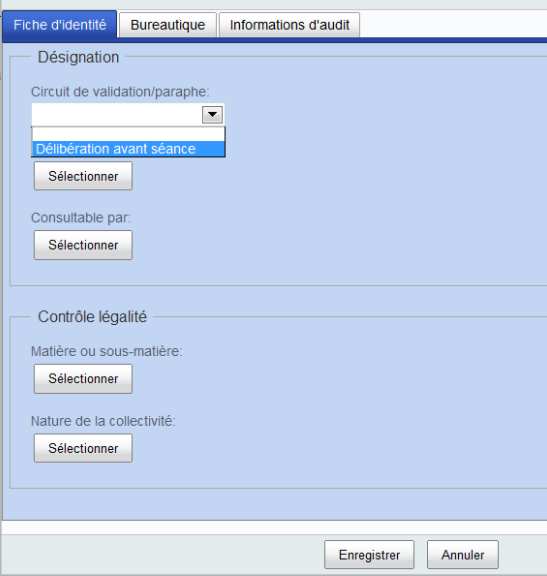 Fiche d'identité Bureautique Informations d'audit
Désignation
Circuit de validation/paraphe:
Délibération avant séance
Sélectionner
Consultable par:
Sélectionner
Contrôle légalité
Matière ou sous-matière:
Sélectionner
Nature de la collectivité:
Sélectionner
Enregistrer Annuler